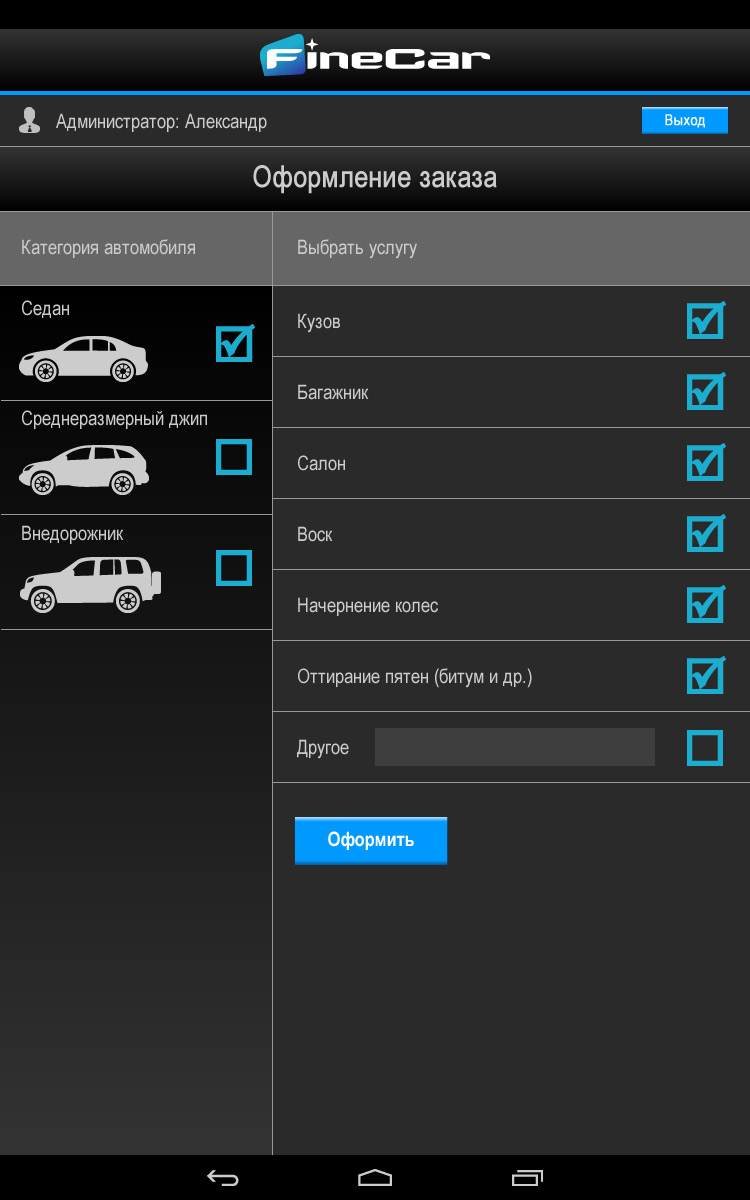 FineCar
Администратор: Александр
Выход
Оформление заказа
Категория автомобиля
Выбрать услугу
Седан
Среднеразмерный джип
Внедорожник
Кузов
Багажник
Салон
Воск
Начернение колес
Оттирание пятен (битум и др.)
Другое
Оформить